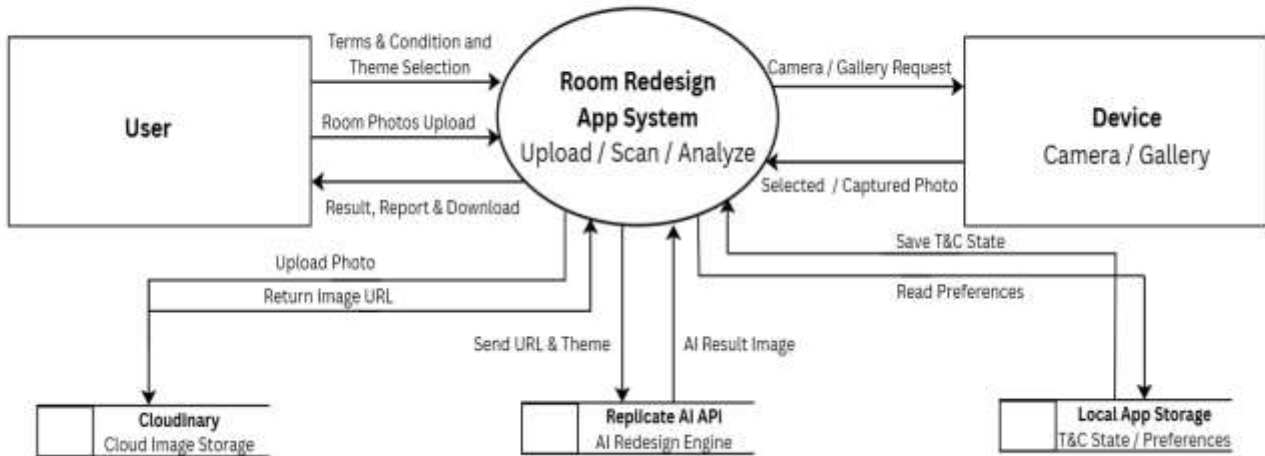 Terms & Condition and
Theme Selection
Camera / Gallery Request
Room Redesign
App System
Upload / Scan / Analyze
User
Room Photos Upload
Device
Camera / Gallery
Result, Report & Download
Selected / Captured Photo
Upload Photo
Save T&C State
Return Image URL
Read Preferences
Send URL & Theme
AI Result Image
Cloudinary
Cloud Image Storage
Replicate AI API
AI Redesign Engine
Local App Storage
T&C State / Preferences